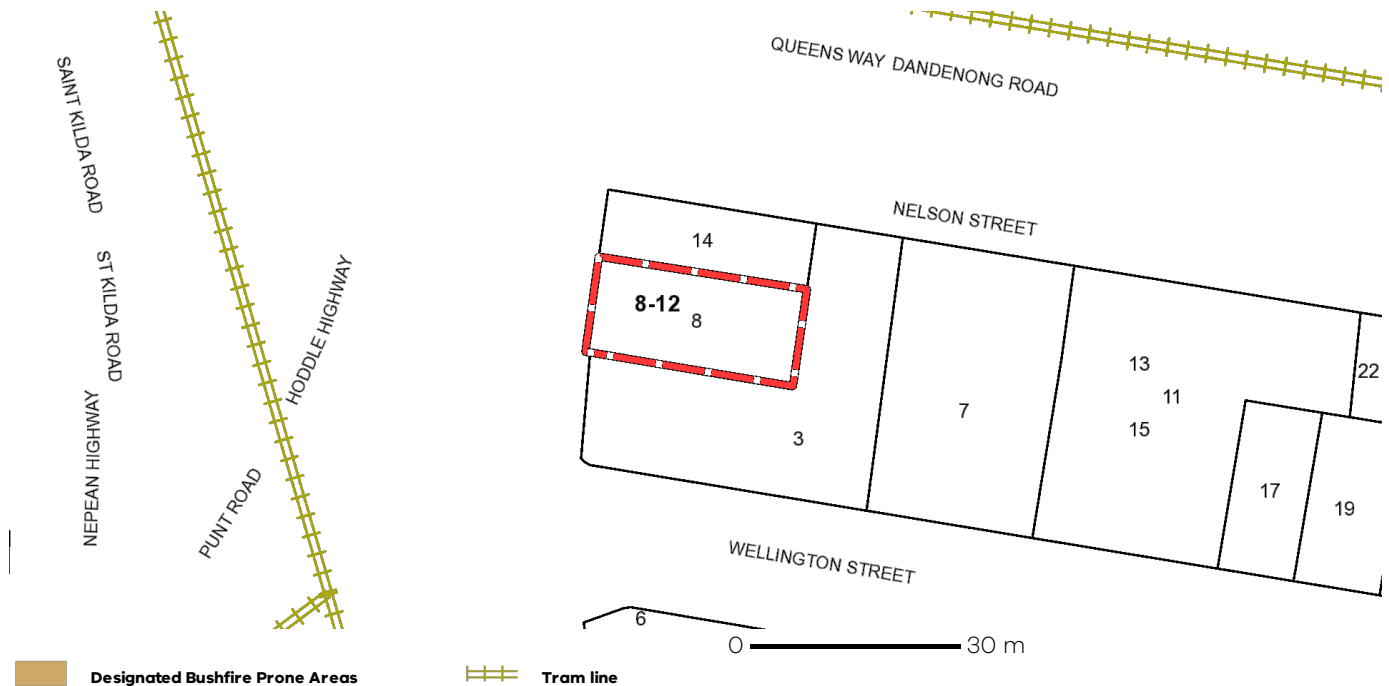 QUEENS WAY DANDENONG ROAD
SAINT KILDA ROAD
NELSON STREET
14
ST KILDA ROAD
HODDLE HIGHWAY
8-12
8
13
22
11
7
15
3
NEPEAN HIGHWAY
PUNT ROAD
17
19
WELLINGTON STREET
6
0 30 m
Designated Bushfire Prone Areas
Tram line